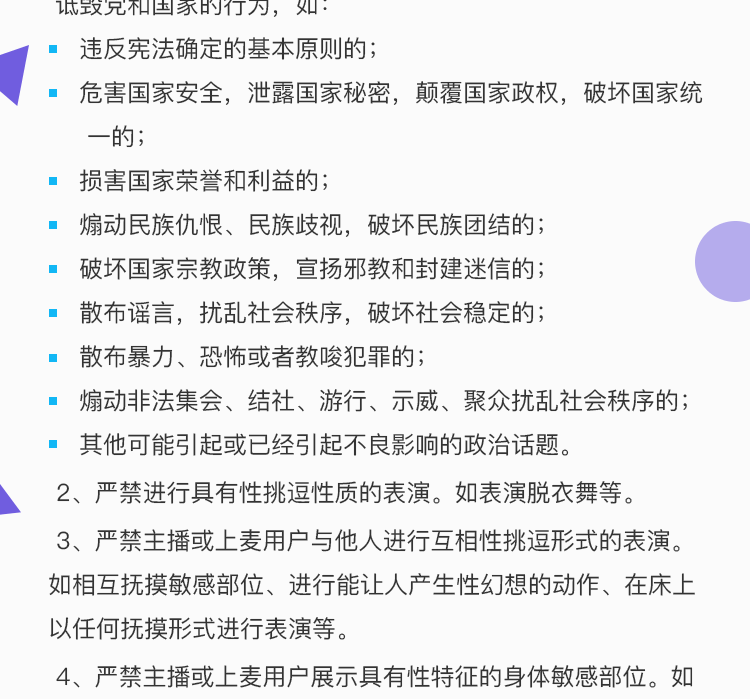 诋毁党和国家的行为，如：
违反宪法确定的基本原则的；
危害国家安全，泄露国家秘密，颠覆国家政权，破坏国家统
一的；
损害国家荣誉和利益的；
煽动民族仇恨、民族歧视，破坏民族团结的；
破坏国家宗教政策，宣扬邪教和封建迷信的；
散布谣言，扰乱社会秩序，破坏社会稳定的；
散布暴力、恐怖或者教唆犯罪的；
煽动非法集会、结社、游行、示威、聚众扰乱社会秩序的；
其他可能引起或已经引起不良影响的政治话题。
2、严禁进行具有性挑逗性质的表演。如表演脱衣舞等。
3、严禁主播或上麦用户与他人进行互相性挑逗形式的表演。
如相互抚摸敏感部位、进行能让人产生性幻想的动作、在床上
以任何抚摸形式进行表演等。
4、严禁主播或上麦用户展示具有性特征的身体敏感部位。如